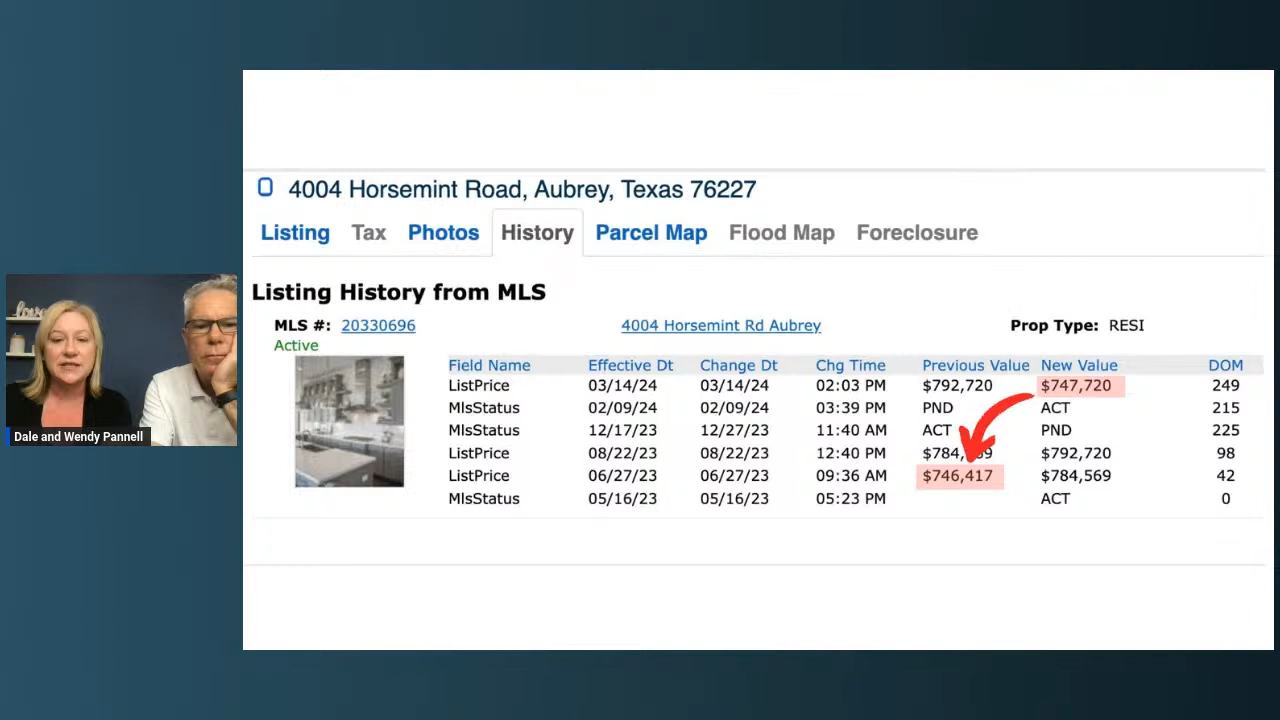 4004 Horsemint Road, Aubrey, Texas 76227
Listing Tax Photos History Parcel Map Flood Map Foreclosure
Listing History from MLS
MLS #: 20330696 4004 Horsemint Rd Aubrey Prop Type: RESI
Active
Field Name Effective Dt Change Dt Chg Time Previous Value New Value DOM
ListPrice 03/14/24 03/14/24 02:03 PM $792,720 $747,720 249
MlsStatus 02/09/24 02/09/24 03:39 PM PND ACT 215
MlsStatus 12/17/23 12/27/23 11:40 AM ACT PND 225
ListPrice 08/22/23 08/22/23 12:40 PM $792,720 98
ListPrice 06/27/23 06/27/23 09:36 AM $746,417 $784,569 42
MlsStatus 05/16/23 05/16/23 05:23 PM ACT 0
love
Dale and Wendy Pannell